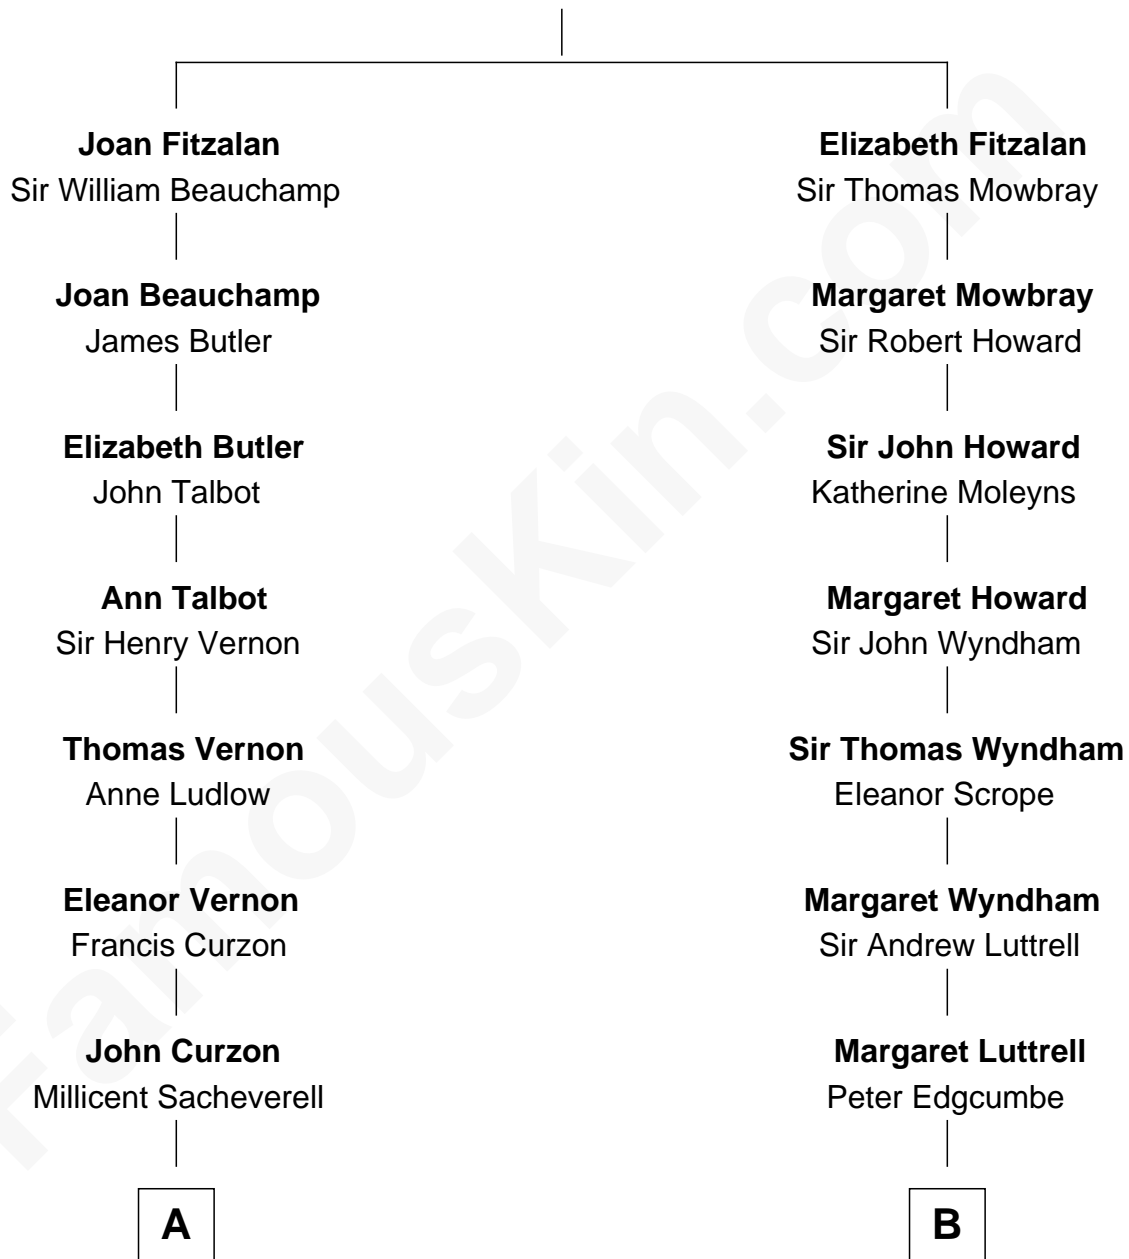 Joan Fitzalan
Sir William Beauchamp
Joan Beauchamp
James Butler
Elizabeth Butler
John Talbot
Ann Talbot
Sir Henry Vernon
Thomas Vernon
Anne Ludlow
Eleanor Vernon
Francis Curzon
John Curzon
Millicent Sacheverell
A
Elizabeth Fitzalan
Sir Thomas Mowbray
Margaret Mowbray
Sir Robert Howard
Sir John Howard
Katherine Moleyns
Margaret Howard
Sir John Wyndham
Sir Thomas Wyndham
Eleanor Scrope
Margaret Wyndham
Sir Andrew Luttrell
Margaret Luttrell
Peter Edgcumbe
B
FamousKin.com